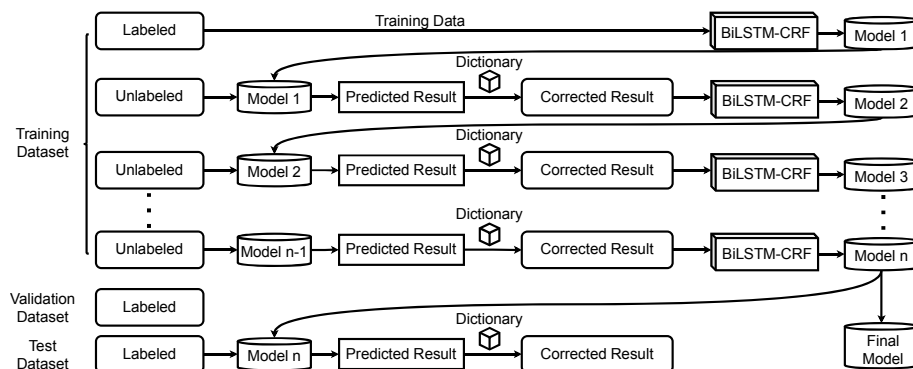 Labeled
Training Data
BiLSTM-CRF
Model 1
Training
Dataset
Unlabeled
Model 1
Predicted Result
Dictionary
Corrected Result
BiLSTM-CRF
Model 2
Unlabeled
Model 2
Predicted Result
Dictionary
Corrected Result
BiLSTM-CRF
Model 3
Unlabeled
Model n-1
Predicted Result
Dictionary
Corrected Result
BiLSTM-CRF
Model n
Validation
Dataset
Labeled
Test
Dataset
Labeled
Model n
Predicted Result
Dictionary
Corrected Result
Final
Model